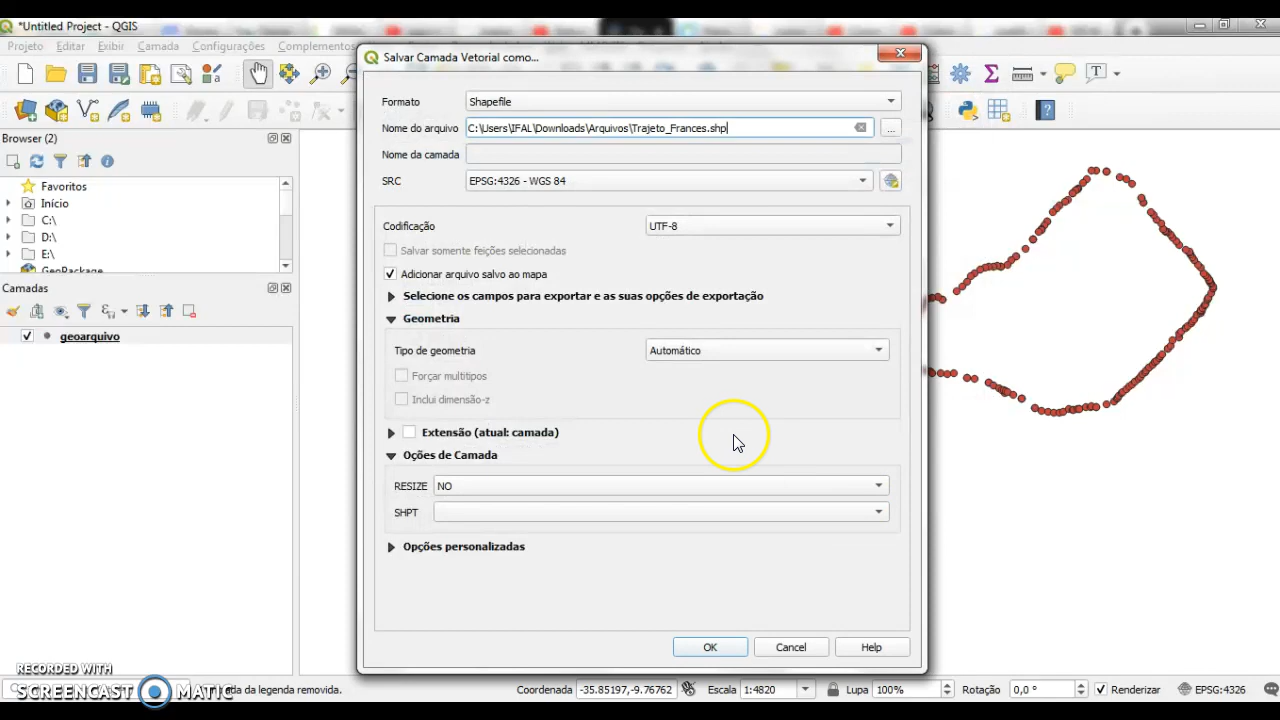 *Untitled Project - QGIS
Projeto Editar Exibir Camada Configurações Complementos
Salvar Camada Vetorial como...
Formato Shapefile
Nome do arquivo C:\Users\IFAL\Downloads\Arquivos\Trajeto_Frances.shp ...
Nome da camada
SRC EPSG:4326 - WGS 84
Codificação UTF-8
Salvar somente feições selecionadas
Adicionar arquivo salvo ao mapa
Selecione os campos para exportar e as suas opções de exportação
Geometria
Tipo de geometria Automático
Forçar multitipos
Inclui dimensão-z
Extensão (atual: camada)
Oções de Camada
RESIZE NO
SHPT
Opções personalizadas
OK Cancel Help
Browser (2)
Favoritos
Início
C:\
D:\
E:\
GeoPackage
Camadas
geoarquivo
RECORDED WITH
SCREENCAST MATIC
da legenda removida.
Coordenada -35.85197,-9.76762 Escala 1:4820 Lupa 100% Rotação 0,0 ° Renderizar EPSG:4326